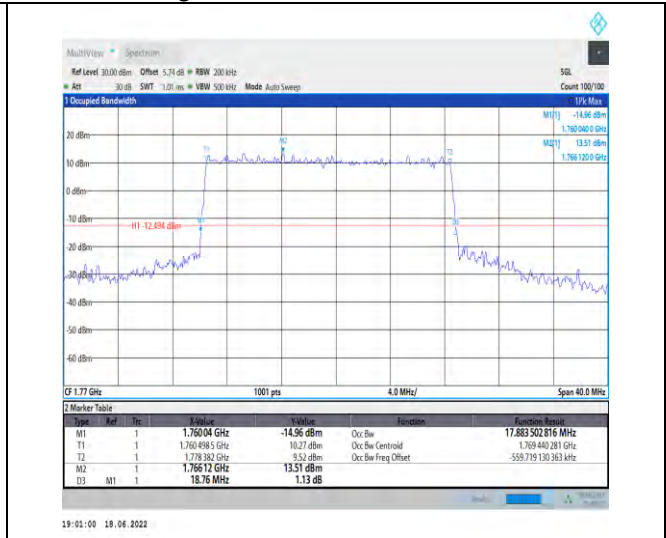 MultiView Spectrum
Ref Level 30.00 dBm Offset 5.74 dB RBW 200 kHz SGL
Att 30 dB SWT 1.01 ms VBW 500 kHz Mode Auto Sweep Count 100/100
1 Occupied Bandwidth 1Pk Max
M1[1] -14.96 dBm
1.760 040 0 GHz
M2[1] 13.51 dBm
1.766 120 0 GHz
20 dBm
M2
T1
T2
10 dBm
0 dBm
-10 dBm
M1
D3
H1 -12.494 dBm
-20 dBm
-30 dBm
-40 dBm
-50 dBm
-60 dBm
CF 1.77 GHz 1001 pts 4.0 MHz/ Span 40.0 MHz
2 Marker Table
Type Ref Trc X-Value Y-Value Function Function Result
M1 1 1.76004 GHz -14.96 dBm Occ Bw 17.883 502 816 MHz
T1 1 1.760 498 5 GHz 10.27 dBm Occ Bw Centroid 1.769 440 281 GHz
T2 1 1.778 382 GHz 9.52 dBm Occ Bw Freq Offset -559.719 130 363 kHz
M2 1 1.76612 GHz 13.51 dBm
D3 M1 1 18.76 MHz 1.13 dB
19:01:00 18.06.2022